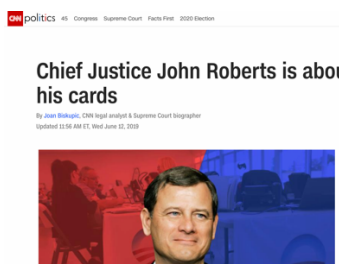 CNN politics 45 Congress Supreme Court Facts First 2020 Election
Chief Justice John Roberts is abou
his cards
By Joan Biskupic, CNN legal analyst & Supreme Court biographer
Updated 11:56 AM ET, Wed June 12, 2019